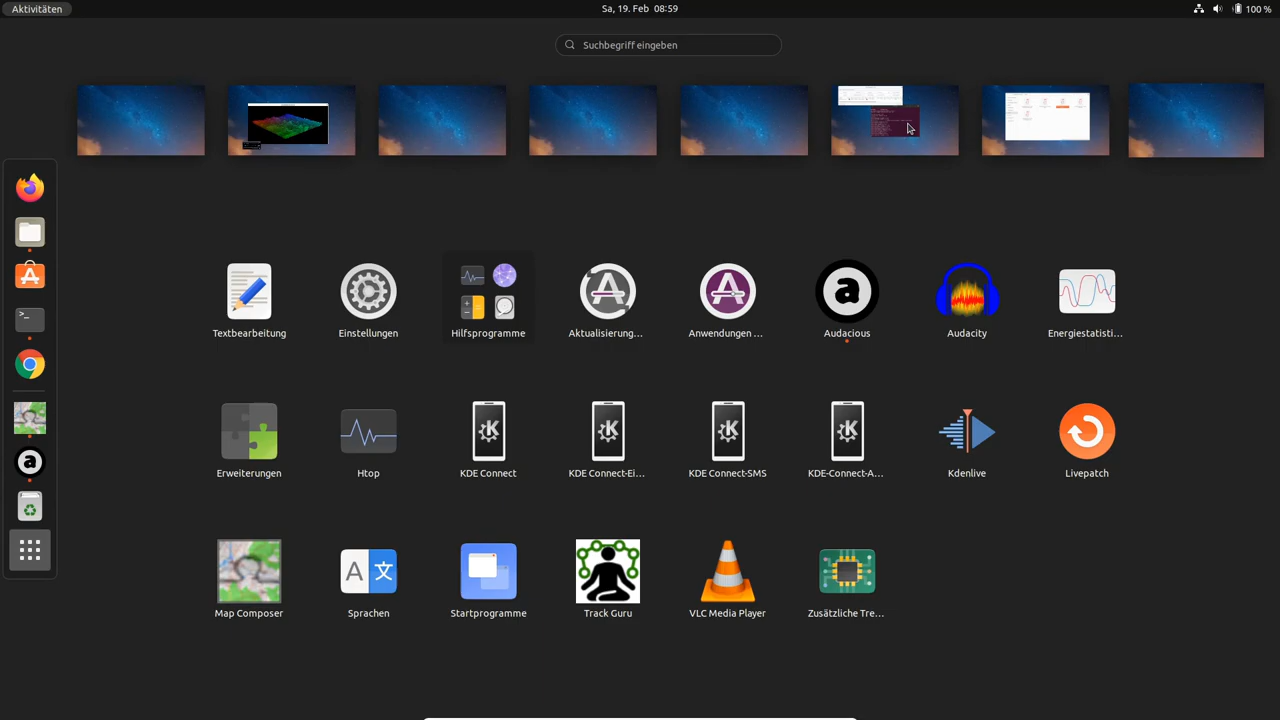 Aktivitäten
Sa, 19. Feb 08:59
100 %
Suchbegriff eingeben
Textbearbeitung
Einstellungen
Hilfsprogramme
Aktualisierung...
Anwendungen ...
Audacious
Audacity
Energiestatisti...
Erweiterungen
Htop
KDE Connect
KDE Connect-Ei...
KDE Connect-SMS
KDE-Connect-A...
Kdenlive
Livepatch
Map Composer
Sprachen
Startprogramme
Track Guru
VLC Media Player
Zusätzliche Tre...